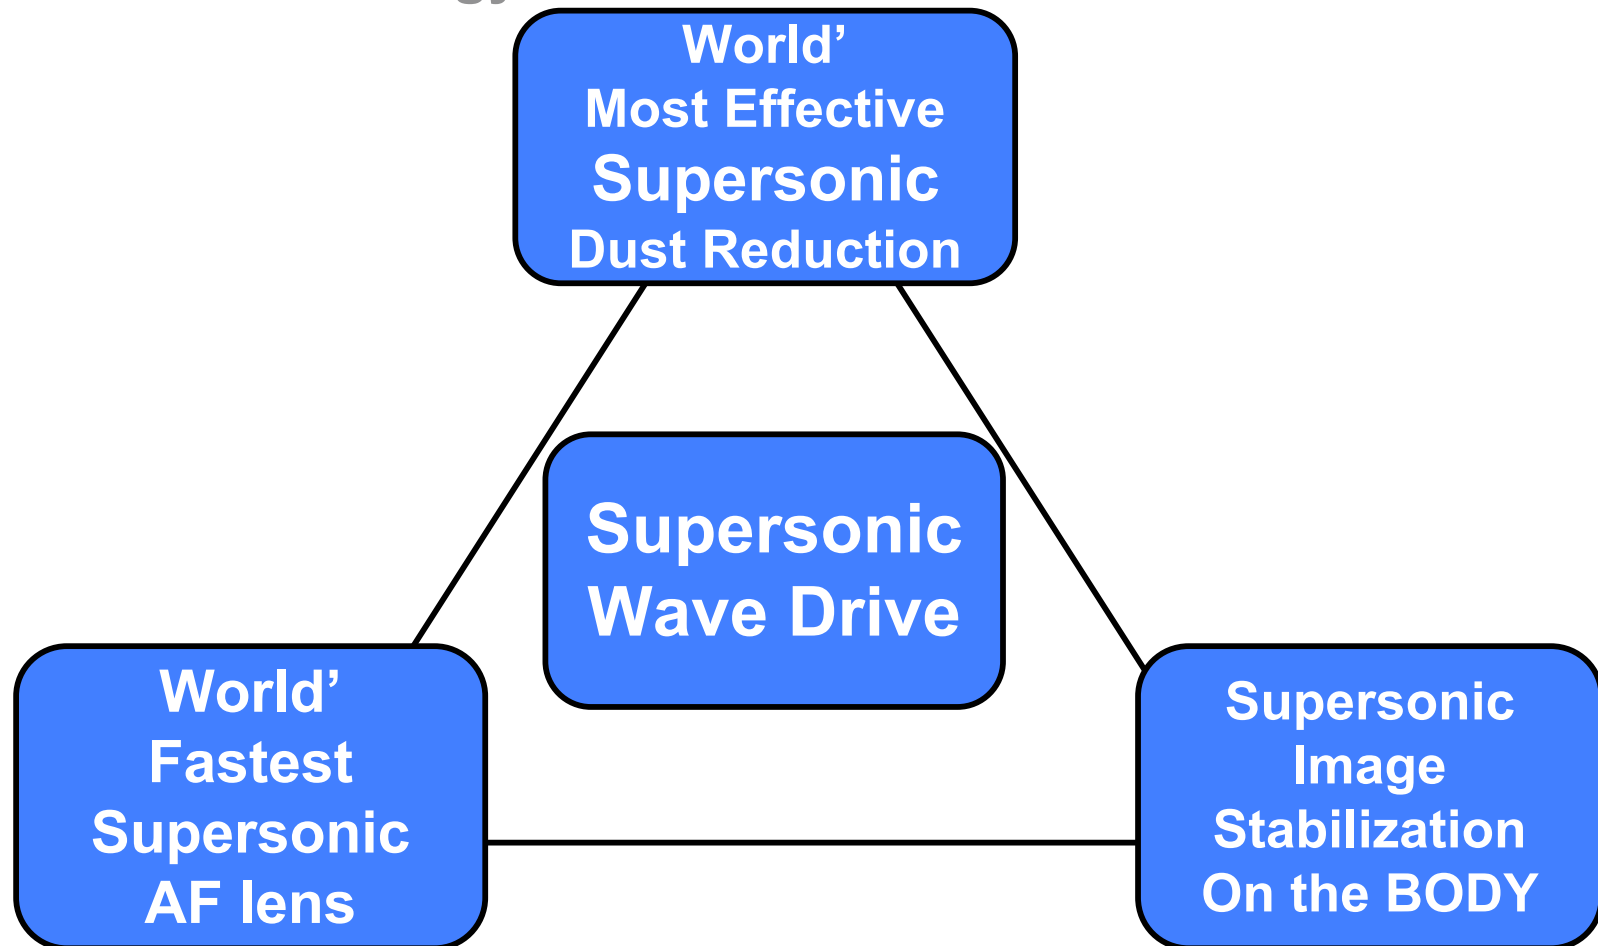 World’
Most Effective
Supersonic
Dust Reduction
Supersonic
Wave Drive
World’
Fastest
Supersonic
AF lens
Supersonic
Image
Stabilization
On the BODY